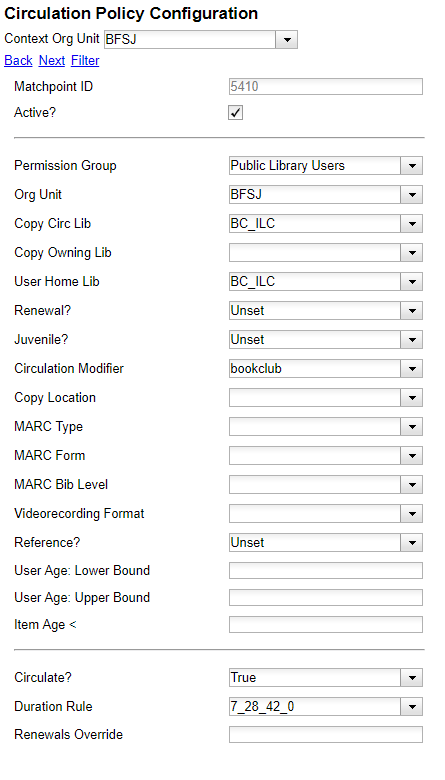 Circulation Policy Configuration
Context Org Unit BFSJ
Back Next Filter
Matchpoint ID 5410
Active?
Permission Group Public Library Users
Org Unit BFSJ
Copy Circ Lib BC_ILC
Copy Owning Lib
User Home Lib BC_ILC
Renewal? Unset
Juvenile? Unset
Circulation Modifier bookclub
Copy Location
MARC Type
MARC Form
MARC Bib Level
Videorecording Format
Reference? Unset
User Age: Lower Bound
User Age: Upper Bound
Item Age <
Circulate? True
Duration Rule 7_28_42_0
Renewals Override